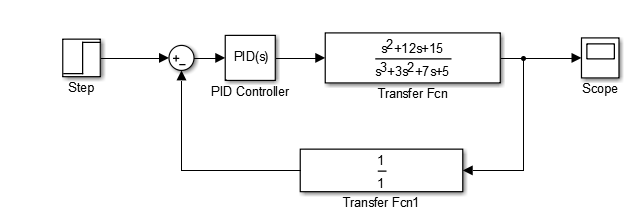 Step
+
-
PID(s)
PID Controller
s2+12s+15
s3+3s2+7s+5
Transfer Fcn
Scope
1
1
Transfer Fcn1